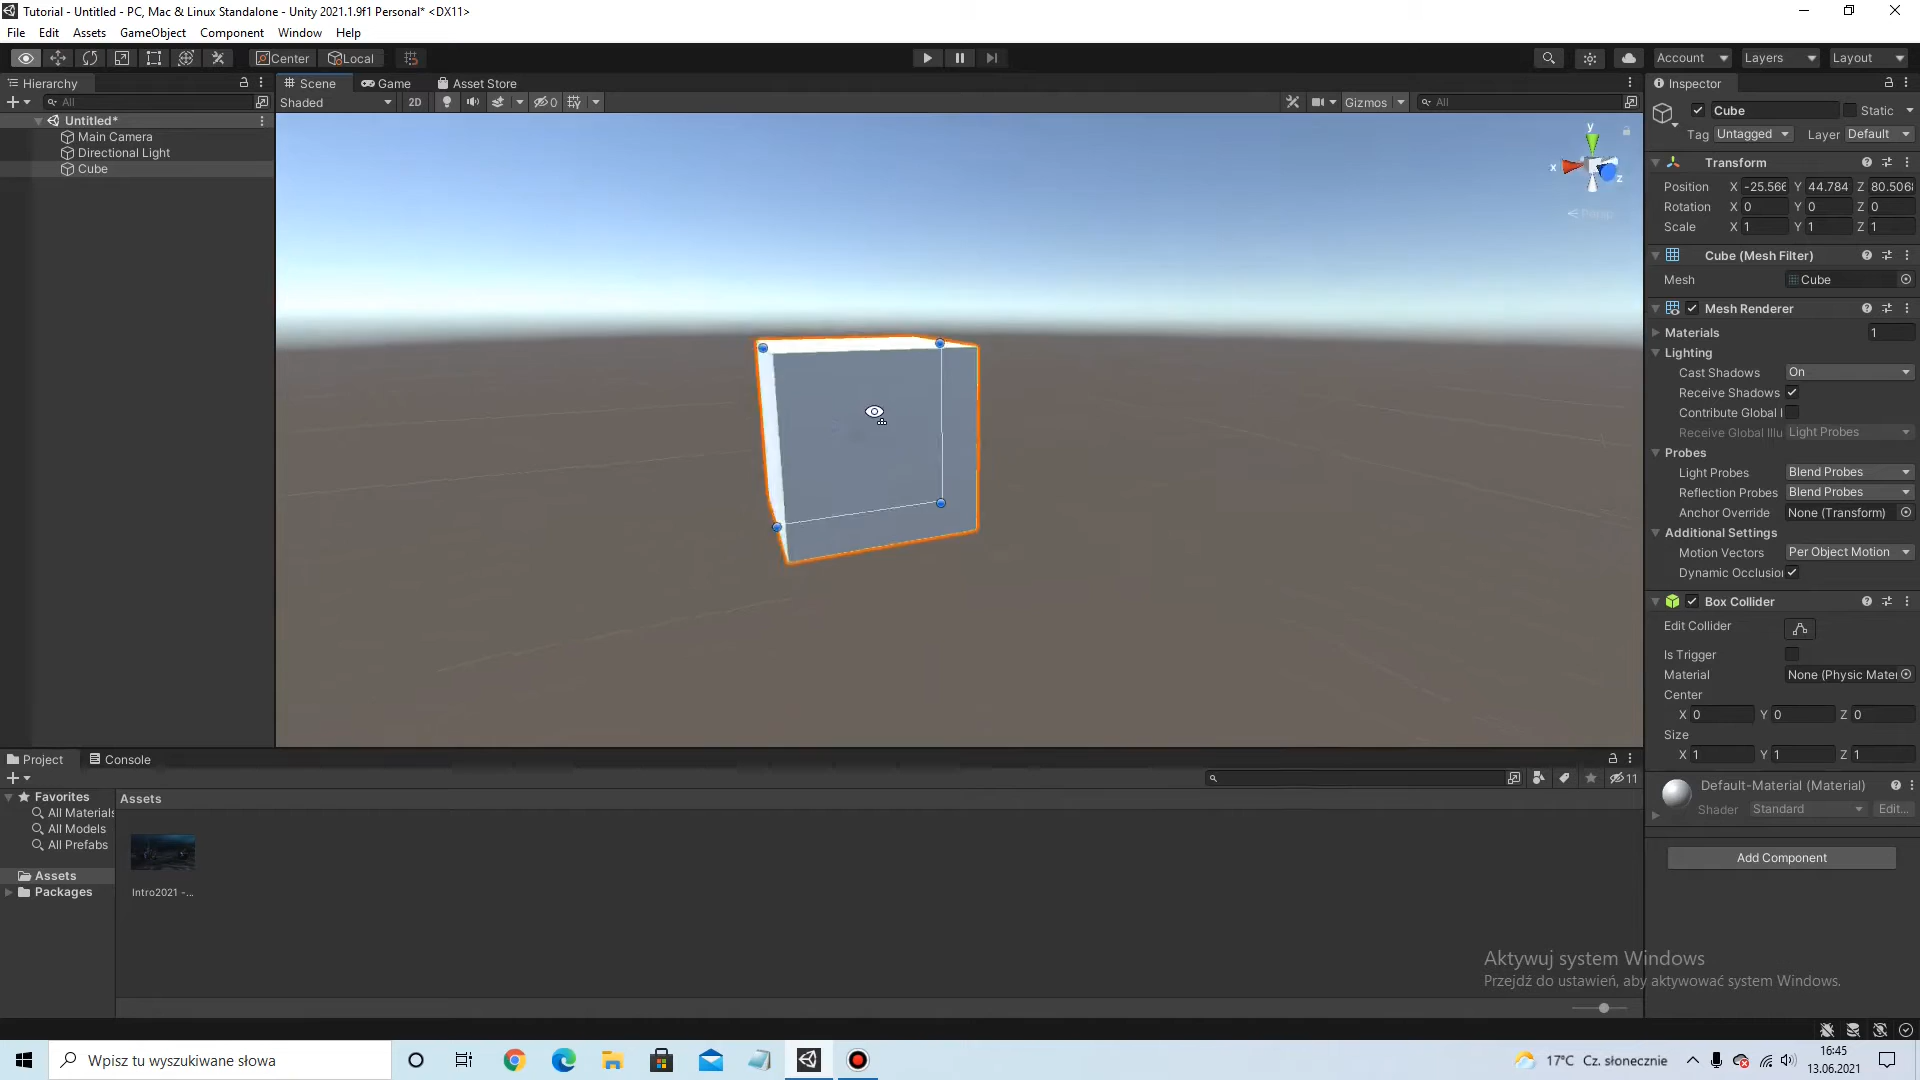 Tutorial - Untitled - PC, Mac & Linux Standalone - Unity 2021.1.9f1 Personal* <DX11>
File Edit Assets GameObject Component Window Help
Center Local Account Layers Layout
Hierarchy
All
Untitled*
Main Camera
Directional Light
Cube
Scene Game Asset Store
Shaded 2D 0 Gizmos All
y
x
z
Persp
Inspector
Cube Static
Tag Untagged Layer Default
Transform
Position X -25.566 Y 44.784 Z 80.506
Rotation X 0 Y 0 Z 0
Scale X 1 Y 1 Z 1
Cube (Mesh Filter)
Mesh Cube
Mesh Renderer
Materials 1
Lighting
Cast Shadows On
Receive Shadows
Contribute Global I
Receive Global Illu Light Probes
Probes
Light Probes Blend Probes
Reflection Probes Blend Probes
Anchor Override None (Transform)
Additional Settings
Motion Vectors Per Object Motion
Dynamic Occlusion
Box Collider
Edit Collider
Is Trigger
Material None (Physic Mater
Center
X 0 Y 0 Z 0
Size
X 1 Y 1 Z 1
Default-Material (Material)
Shader Standard Edit...
Add Component
Project Console
11
Favorites
All Materials
All Models
All Prefabs
Assets
Packages
Assets
Intro2021 -...
Aktywuj system Windows
Przejdź do ustawień, aby aktywować system Windows.
Wpisz tu wyszukiwane słowa
17°C Cz. słonecznie
16:45
13.06.2021